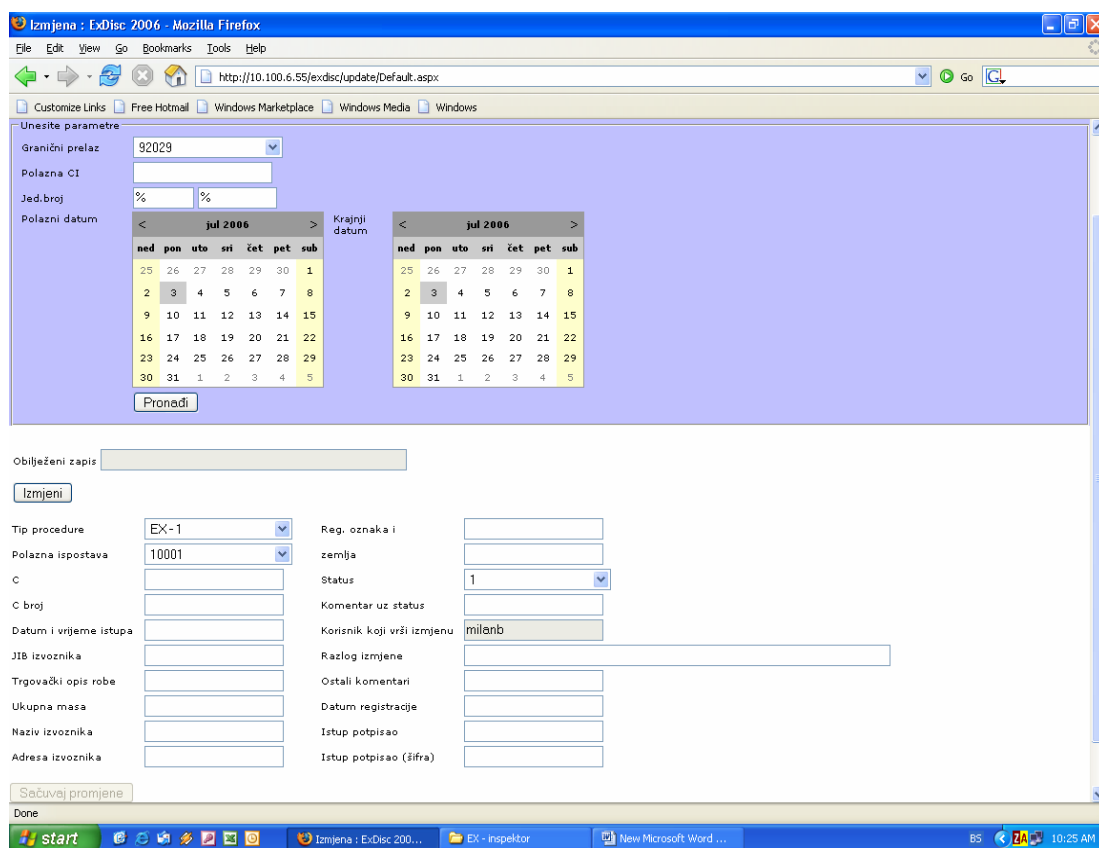 Izmjena : ExDisc 2006 - Mozilla Firefox
File Edit View Go Bookmarks Tools Help
http://10.100.6.55/exdisc/update/Default.aspx Go G
Customize Links Free Hotmail Windows Marketplace Windows Media Windows
Unesite parametre
Granični prelaz 92029
Polazna CI
Jed.broj % %
Polazni datum < jul 2006 > Krajnji datum < jul 2006 >
ned pon uto sri čet pet sub ned pon uto sri čet pet sub
25 26 27 28 29 30 1 25 26 27 28 29 30 1
2 3 4 5 6 7 8 2 3 4 5 6 7 8
9 10 11 12 13 14 15 9 10 11 12 13 14 15
16 17 18 19 20 21 22 16 17 18 19 20 21 22
23 24 25 26 27 28 29 23 24 25 26 27 28 29
30 31 1 2 3 4 5 30 31 1 2 3 4 5
Pronađi
Obilježeni zapis
Izmjeni
Tip procedure EX-1 Reg. oznaka i
Polazna ispostava 10001 zemlja
C Status 1
C broj Komentar uz status
Datum i vrijeme istupa Korisnik koji vrši izmjenu milanb
JIB izvoznika Razlog izmjene
Trgovački opis robe Ostali komentari
Ukupna masa Datum registracije
Naziv izvoznika Istup potpisao
Adresa izvoznika Istup potpisao (šifra)
Sačuvaj promjene
Done
start Izmjena : ExDisc 200... EX - inspektor New Microsoft Word ... BS ZA 10:25 AM